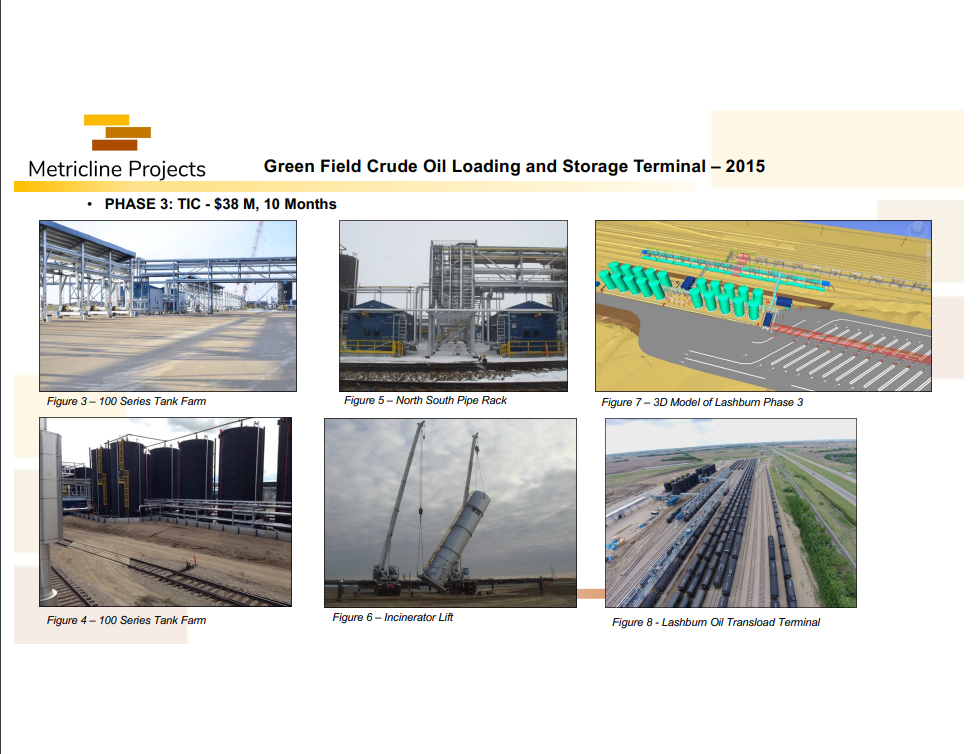 Metricline Projects
Green Field Crude Oil Loading and Storage Terminal – 2015
• PHASE 3: TIC - $38 M, 10 Months
Figure 3 – 100 Series Tank Farm
Figure 5 – North South Pipe Rack
Figure 7 – 3D Model of Lashburn Phase 3
Figure 4 – 100 Series Tank Farm
Figure 6 – Incinerator Lift
Figure 8 - Lashburn Oil Transload Terminal